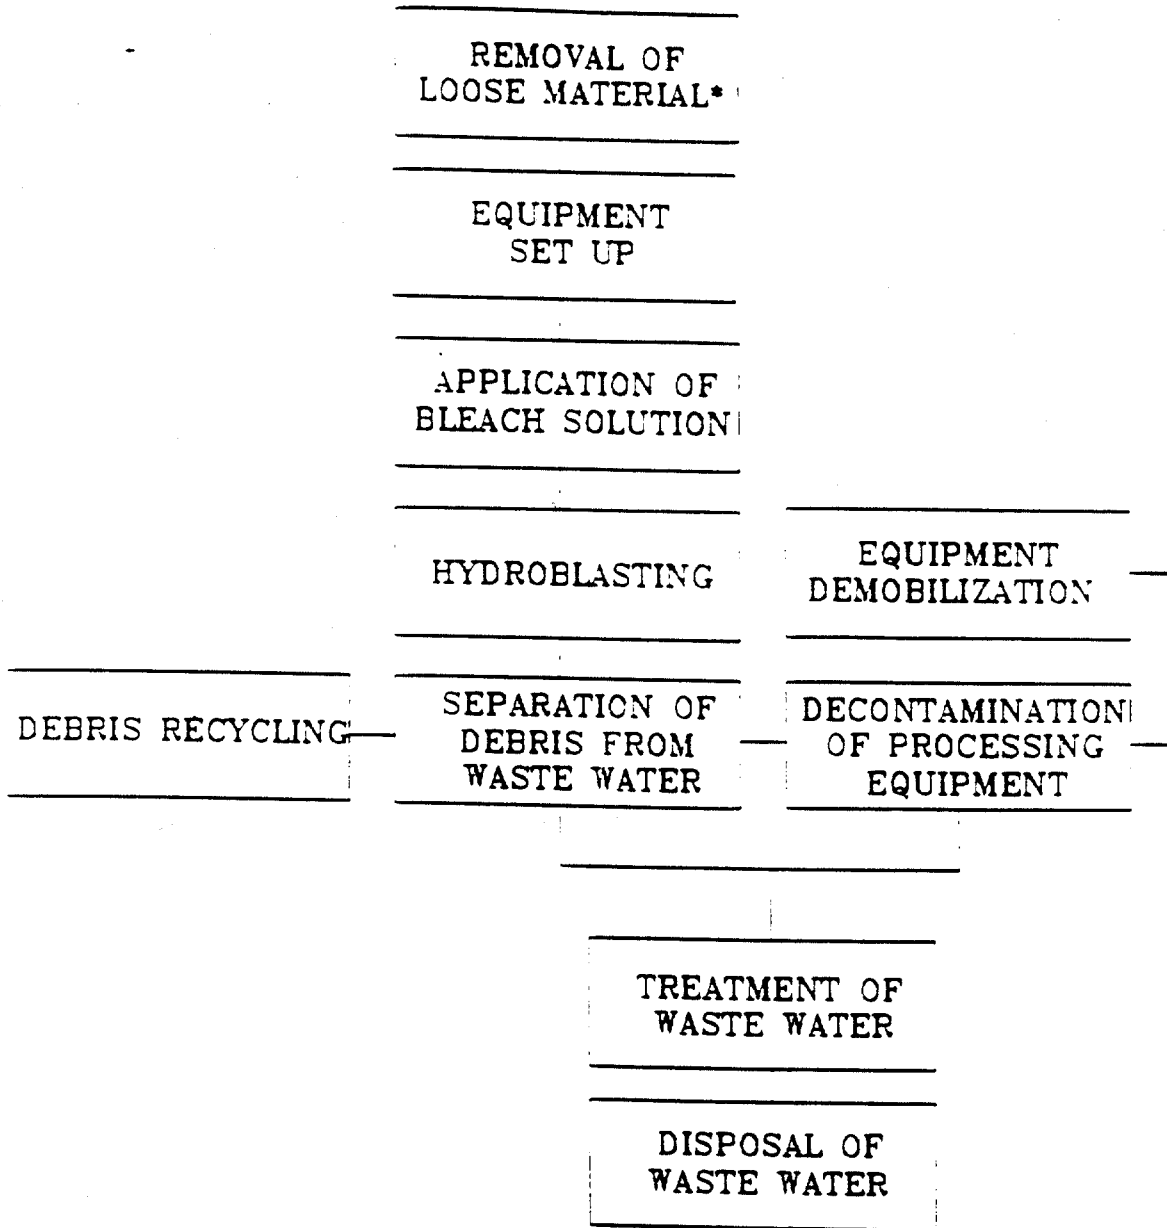 REMOVAL OF
LOOSE MATERIAL*
EQUIPMENT
SET UP
APPLICATION OF
BLEACH SOLUTION
HYDROBLASTING
EQUIPMENT
DEMOBILIZATION
DEBRIS RECYCLING
SEPARATION OF
DEBRIS FROM
WASTE WATER
DECONTAMINATION
OF PROCESSING
EQUIPMENT
TREATMENT OF
WASTE WATER
DISPOSAL OF
WASTE WATER